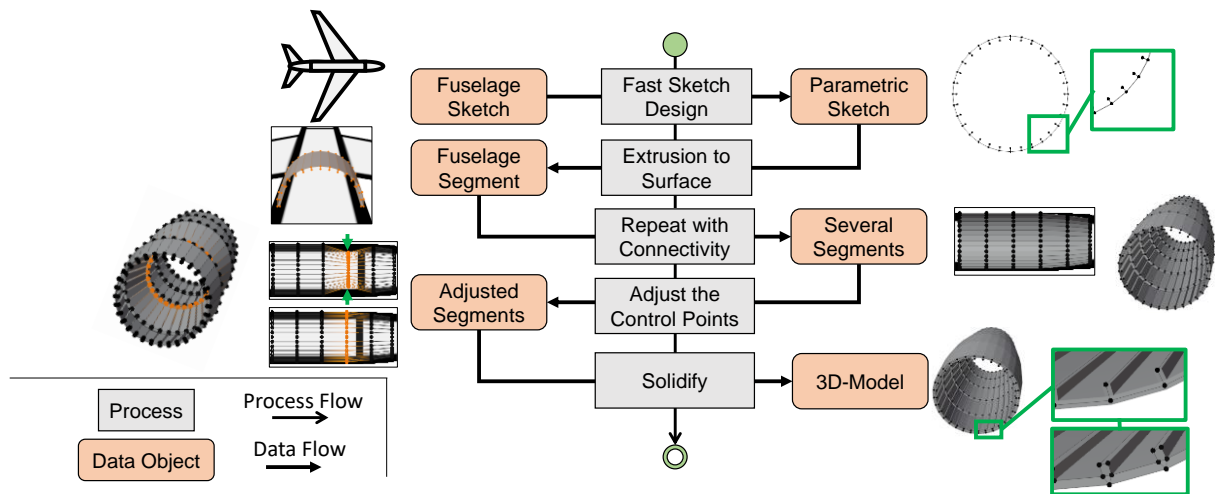 Fuselage
Sketch
Fast Sketch
Design
Parametric
Sketch
Fuselage
Segment
Extrusion to
Surface
Repeat with
Connectivity
Several
Segments
Adjusted
Segments
Adjust the
Control Points
Solidify
3D-Model
Process
Process Flow
Data Object
Data Flow